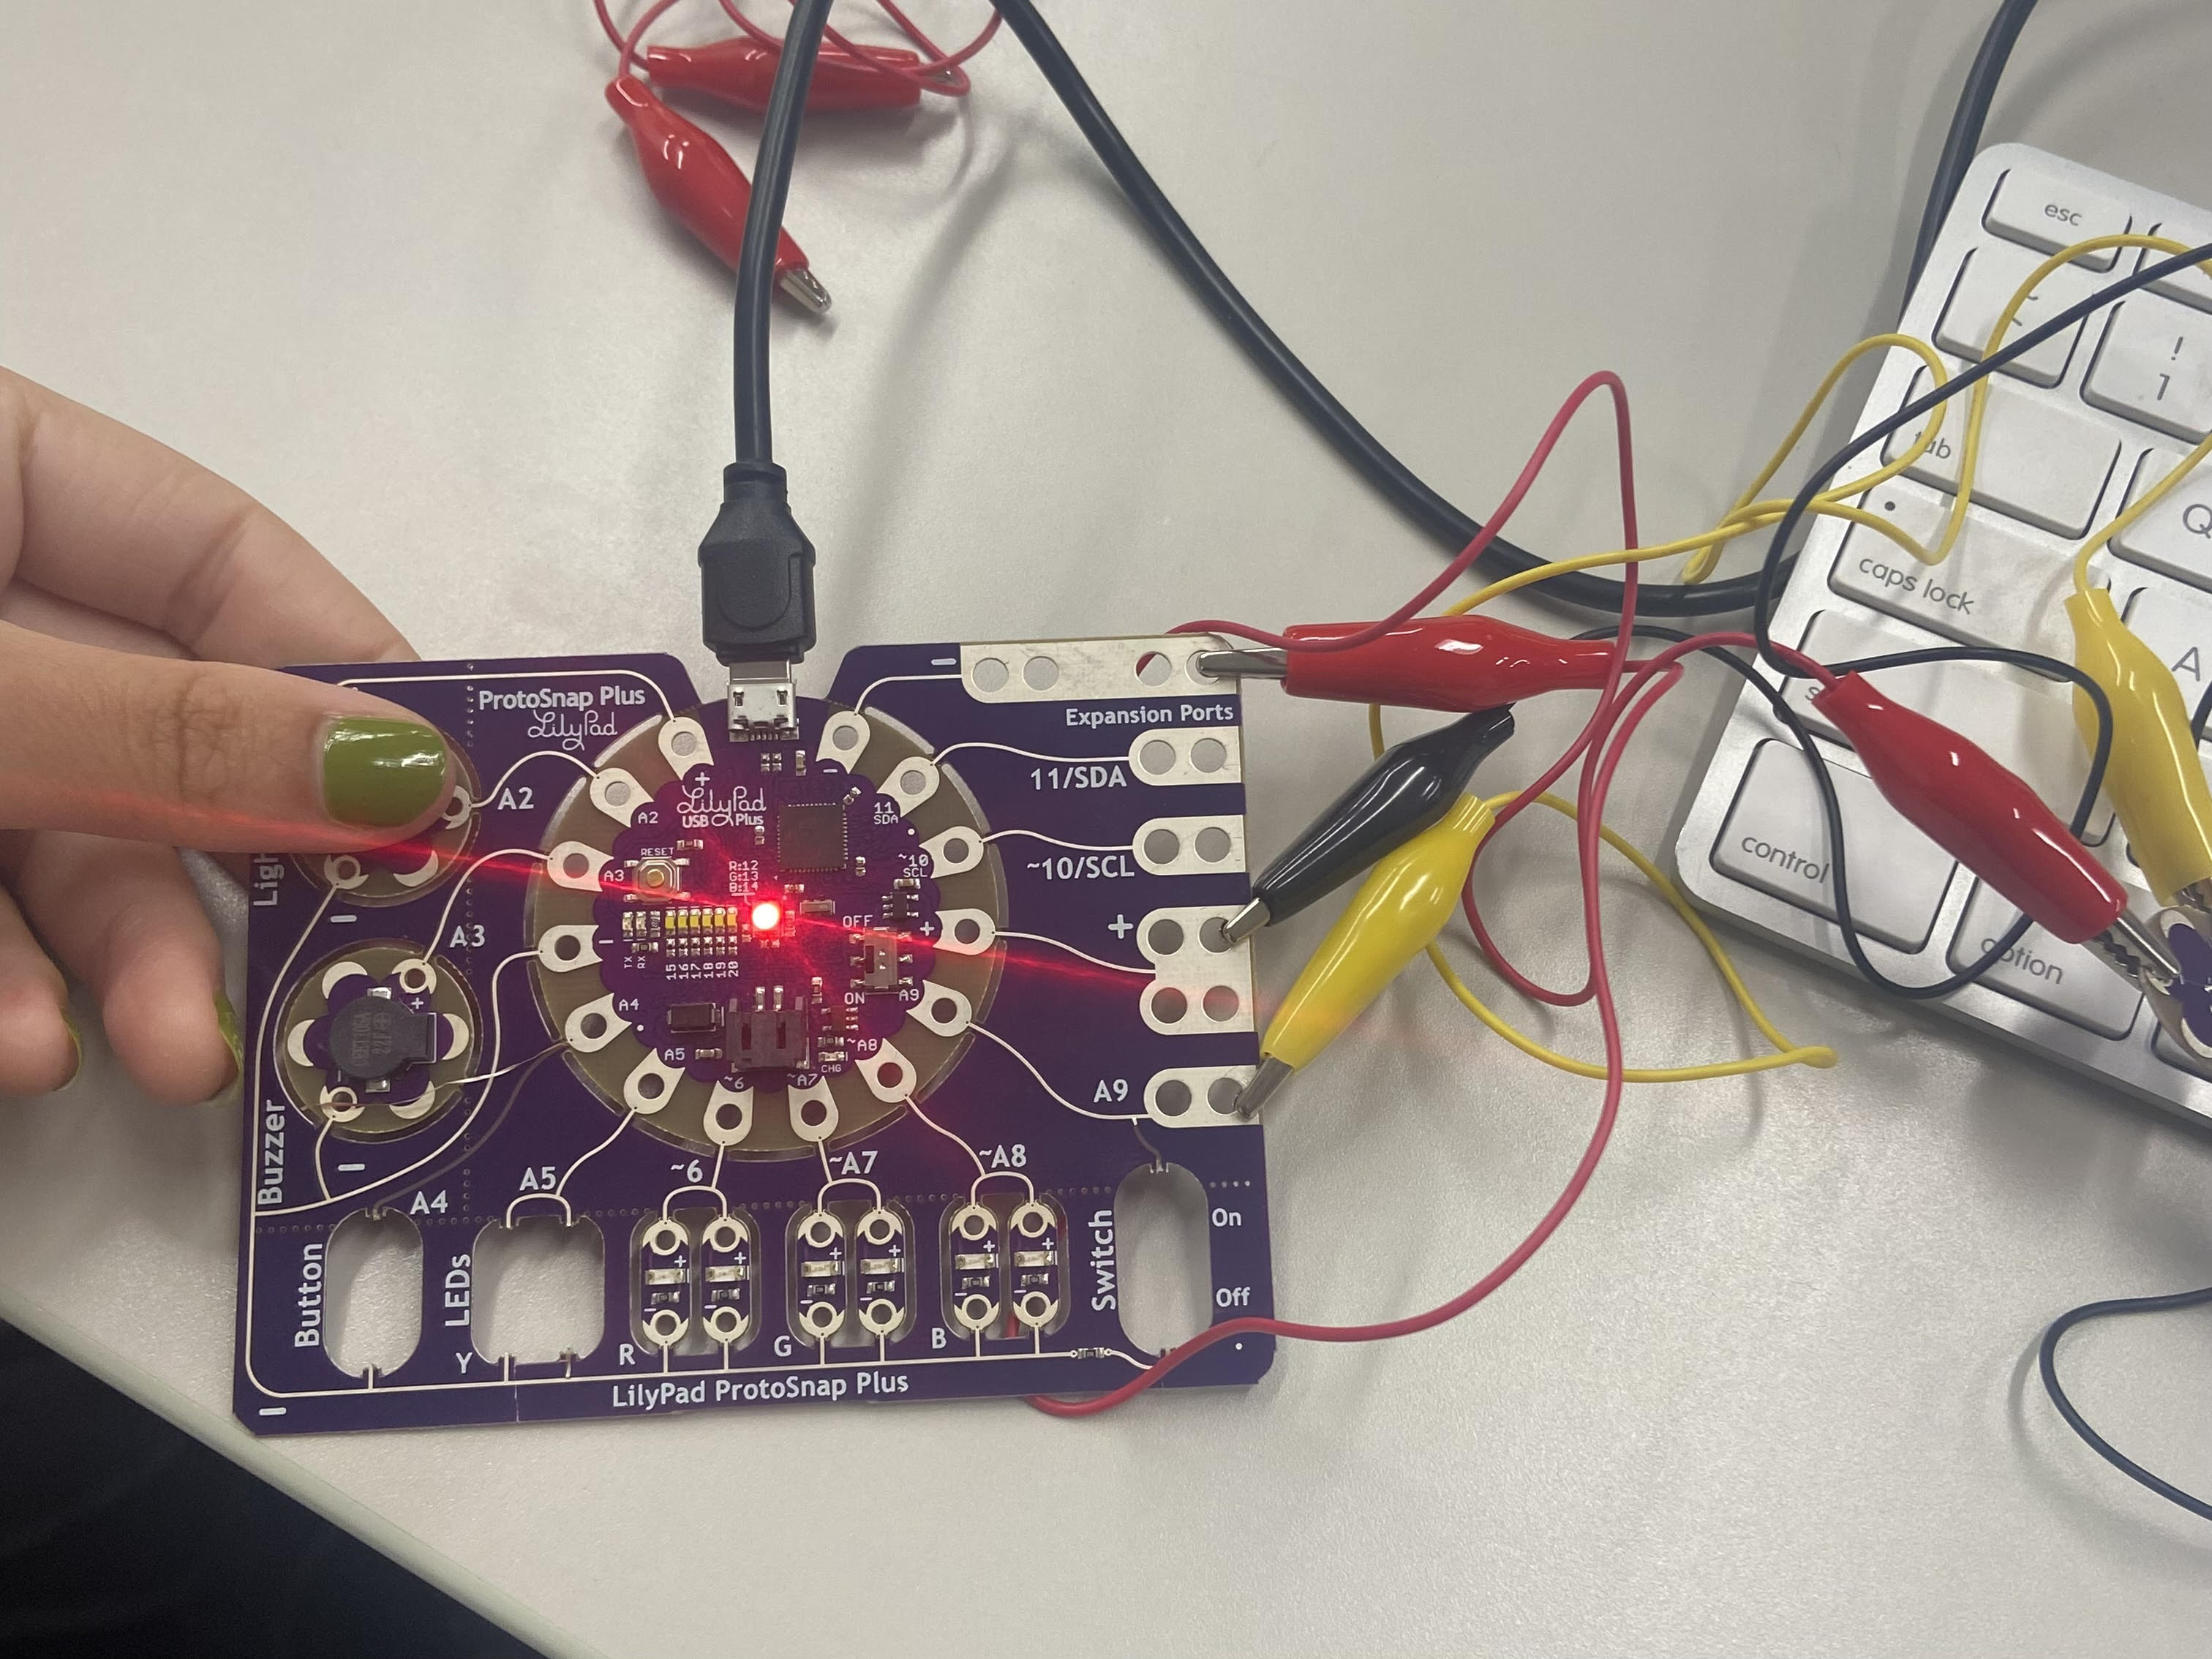 esc
!
1
tab
Q
caps lock
A
control
option
ProtoSnap Plus
LilyPad
Expansion Ports
11/SDA
~10/SCL
+
A9
A2
A3
Buzzer
A4
A5
~6
~A7
~A8
Button
LEDs
Y
R
G
B
Switch
On
Off
LilyPad ProtoSnap Plus
LilyPad
USB Plus
+
A2
RESET
A3
R:12
G:13
B:14
11
SDA
~10
SCL
OFF
+
ON
A9
~A8
CHG
~A7
~6
A5
A4
TX
RX
15
16
17
18
19
20